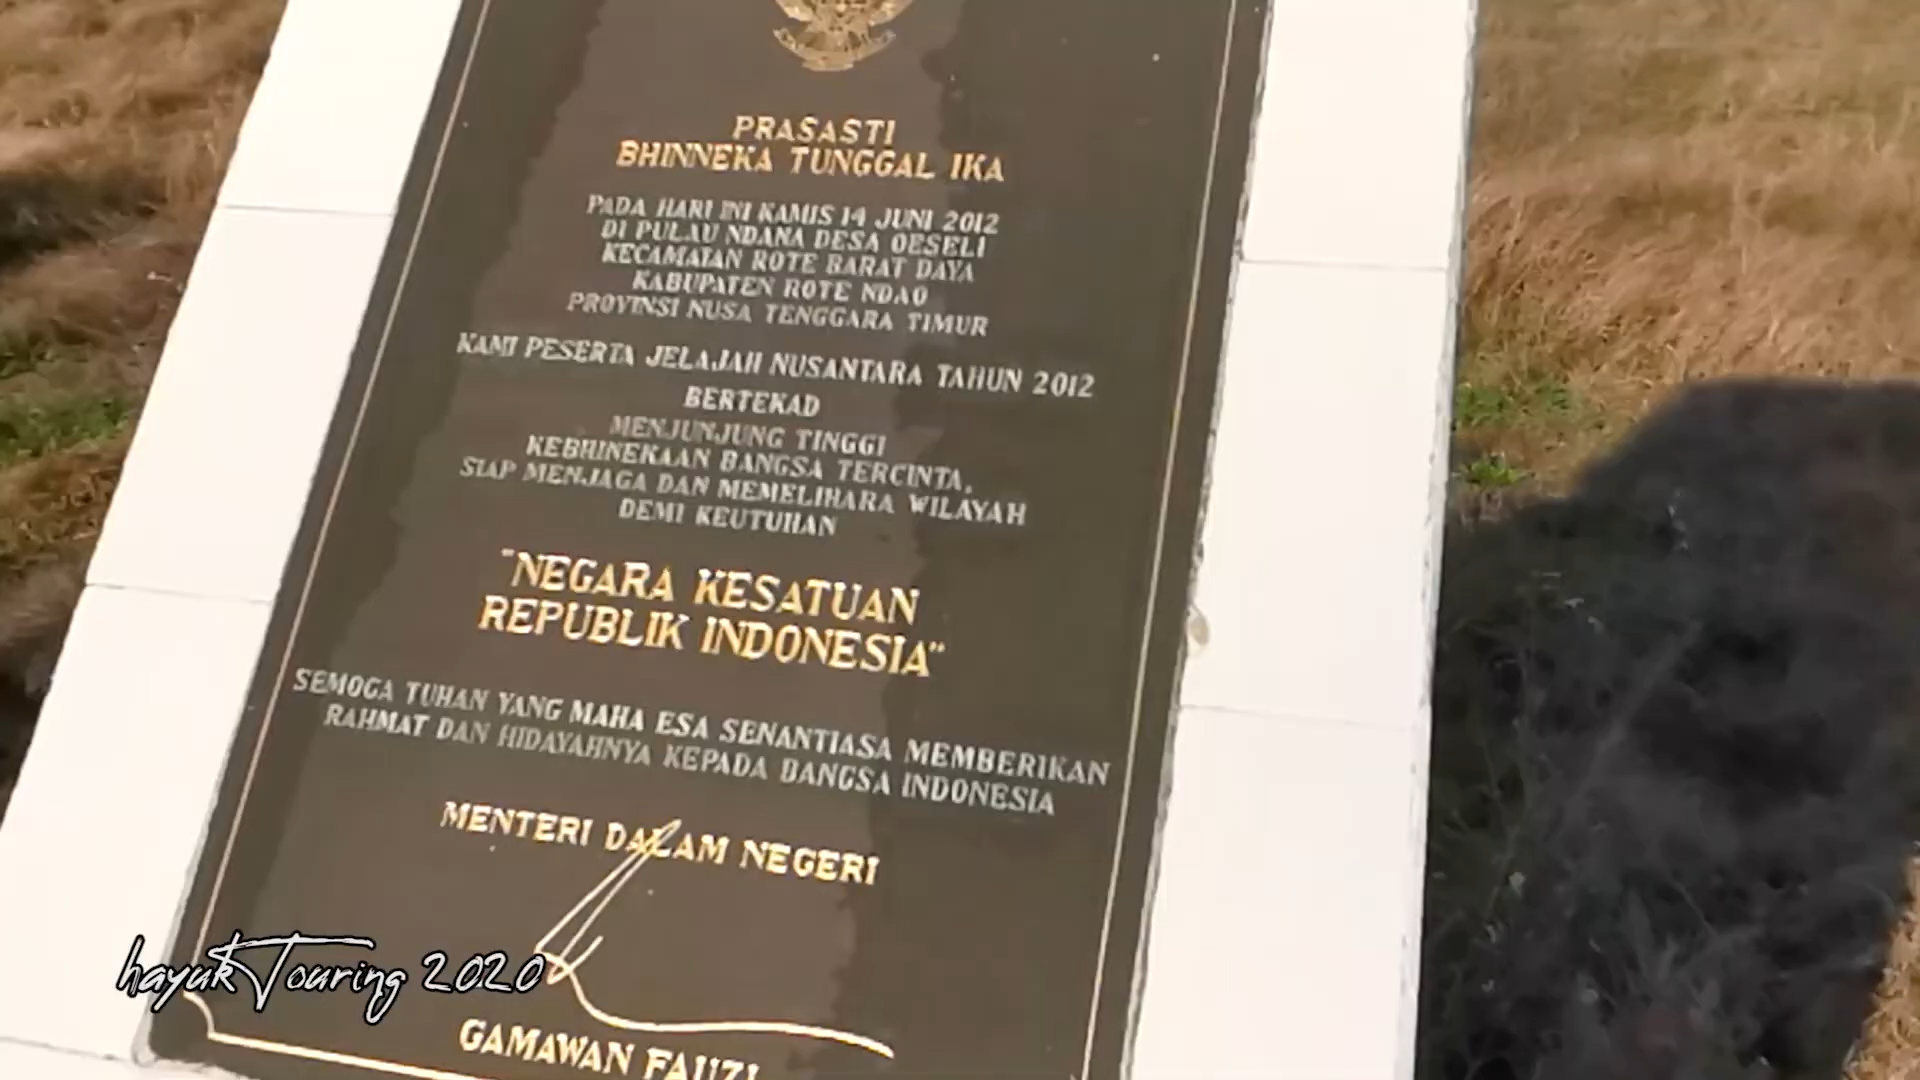 PRASASTI
BHINNEKA TUNGGAL IKA
PADA HARI INI KAMIS 14 JUNI 2012
DI PULAU NDANA DESA OESELI
KECAMATAN ROTE BARAT DAYA
KABUPATEN ROTE NDAO
PROVINSI NUSA TENGGARA TIMUR
KAMI PESERTA JELAJAH NUSANTARA TAHUN 2012
BERTEKAD
MENJUNJUNG TINGGI
KEBHINEKAAN BANGSA TERCINTA,
SIAP MENJAGA DAN MEMELIHARA WILAYAH
DEMI KEUTUHAN
"NEGARA KESATUAN
REPUBLIK INDONESIA"
SEMOGA TUHAN YANG MAHA ESA SENANTIASA MEMBERIKAN
RAHMAT DAN HIDAYAHNYA KEPADA BANGSA INDONESIA
MENTERI DALAM NEGERI
hayuk Touring 2020
GAMAWAN FAUZI